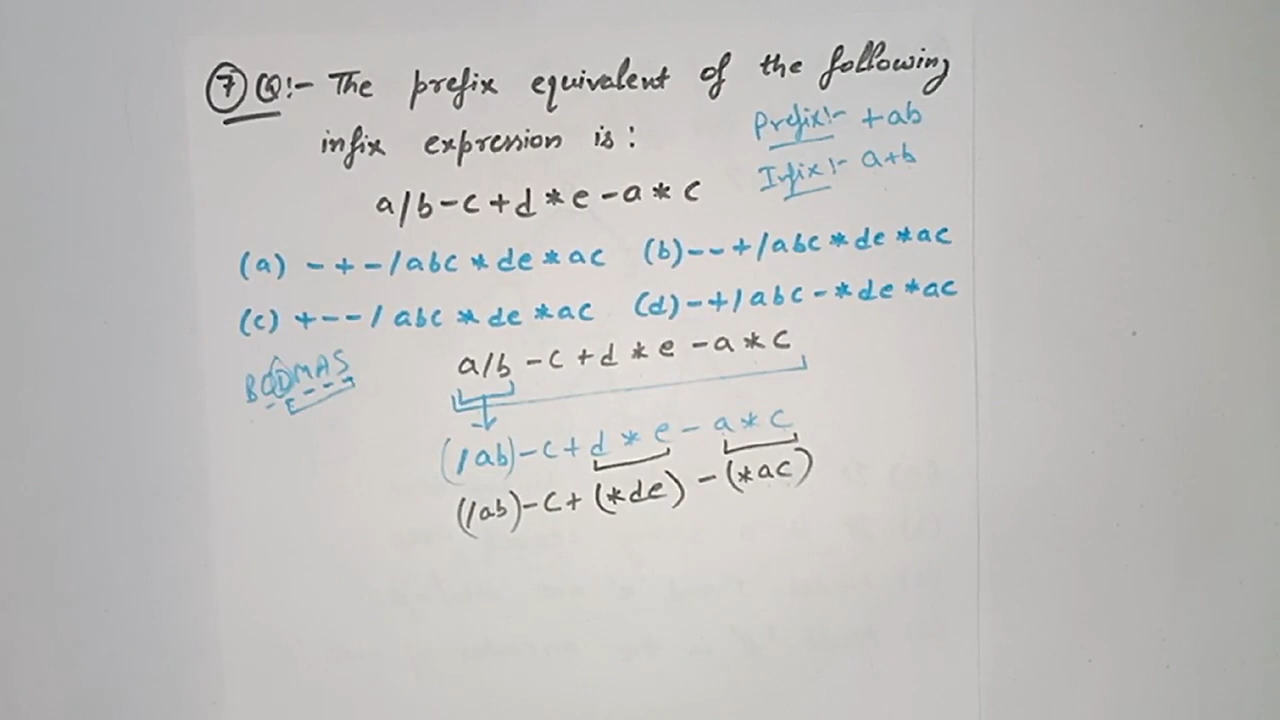 7 Q:- The prefix equivalent of the following
infix expression is:
Prefix:- +ab
Infix:- a+b
a/b-c+d*e-a*c
(a) -+-/abc*de*ac (b)--+/abc*de*ac
(c) +--/abc*de*ac (d)-+/abc-*de*ac
BODMAS
a/b-c+d*e-a*c
(/ab)-c+d*e-a*c
(/ab)-c+(*de)-(*ac)